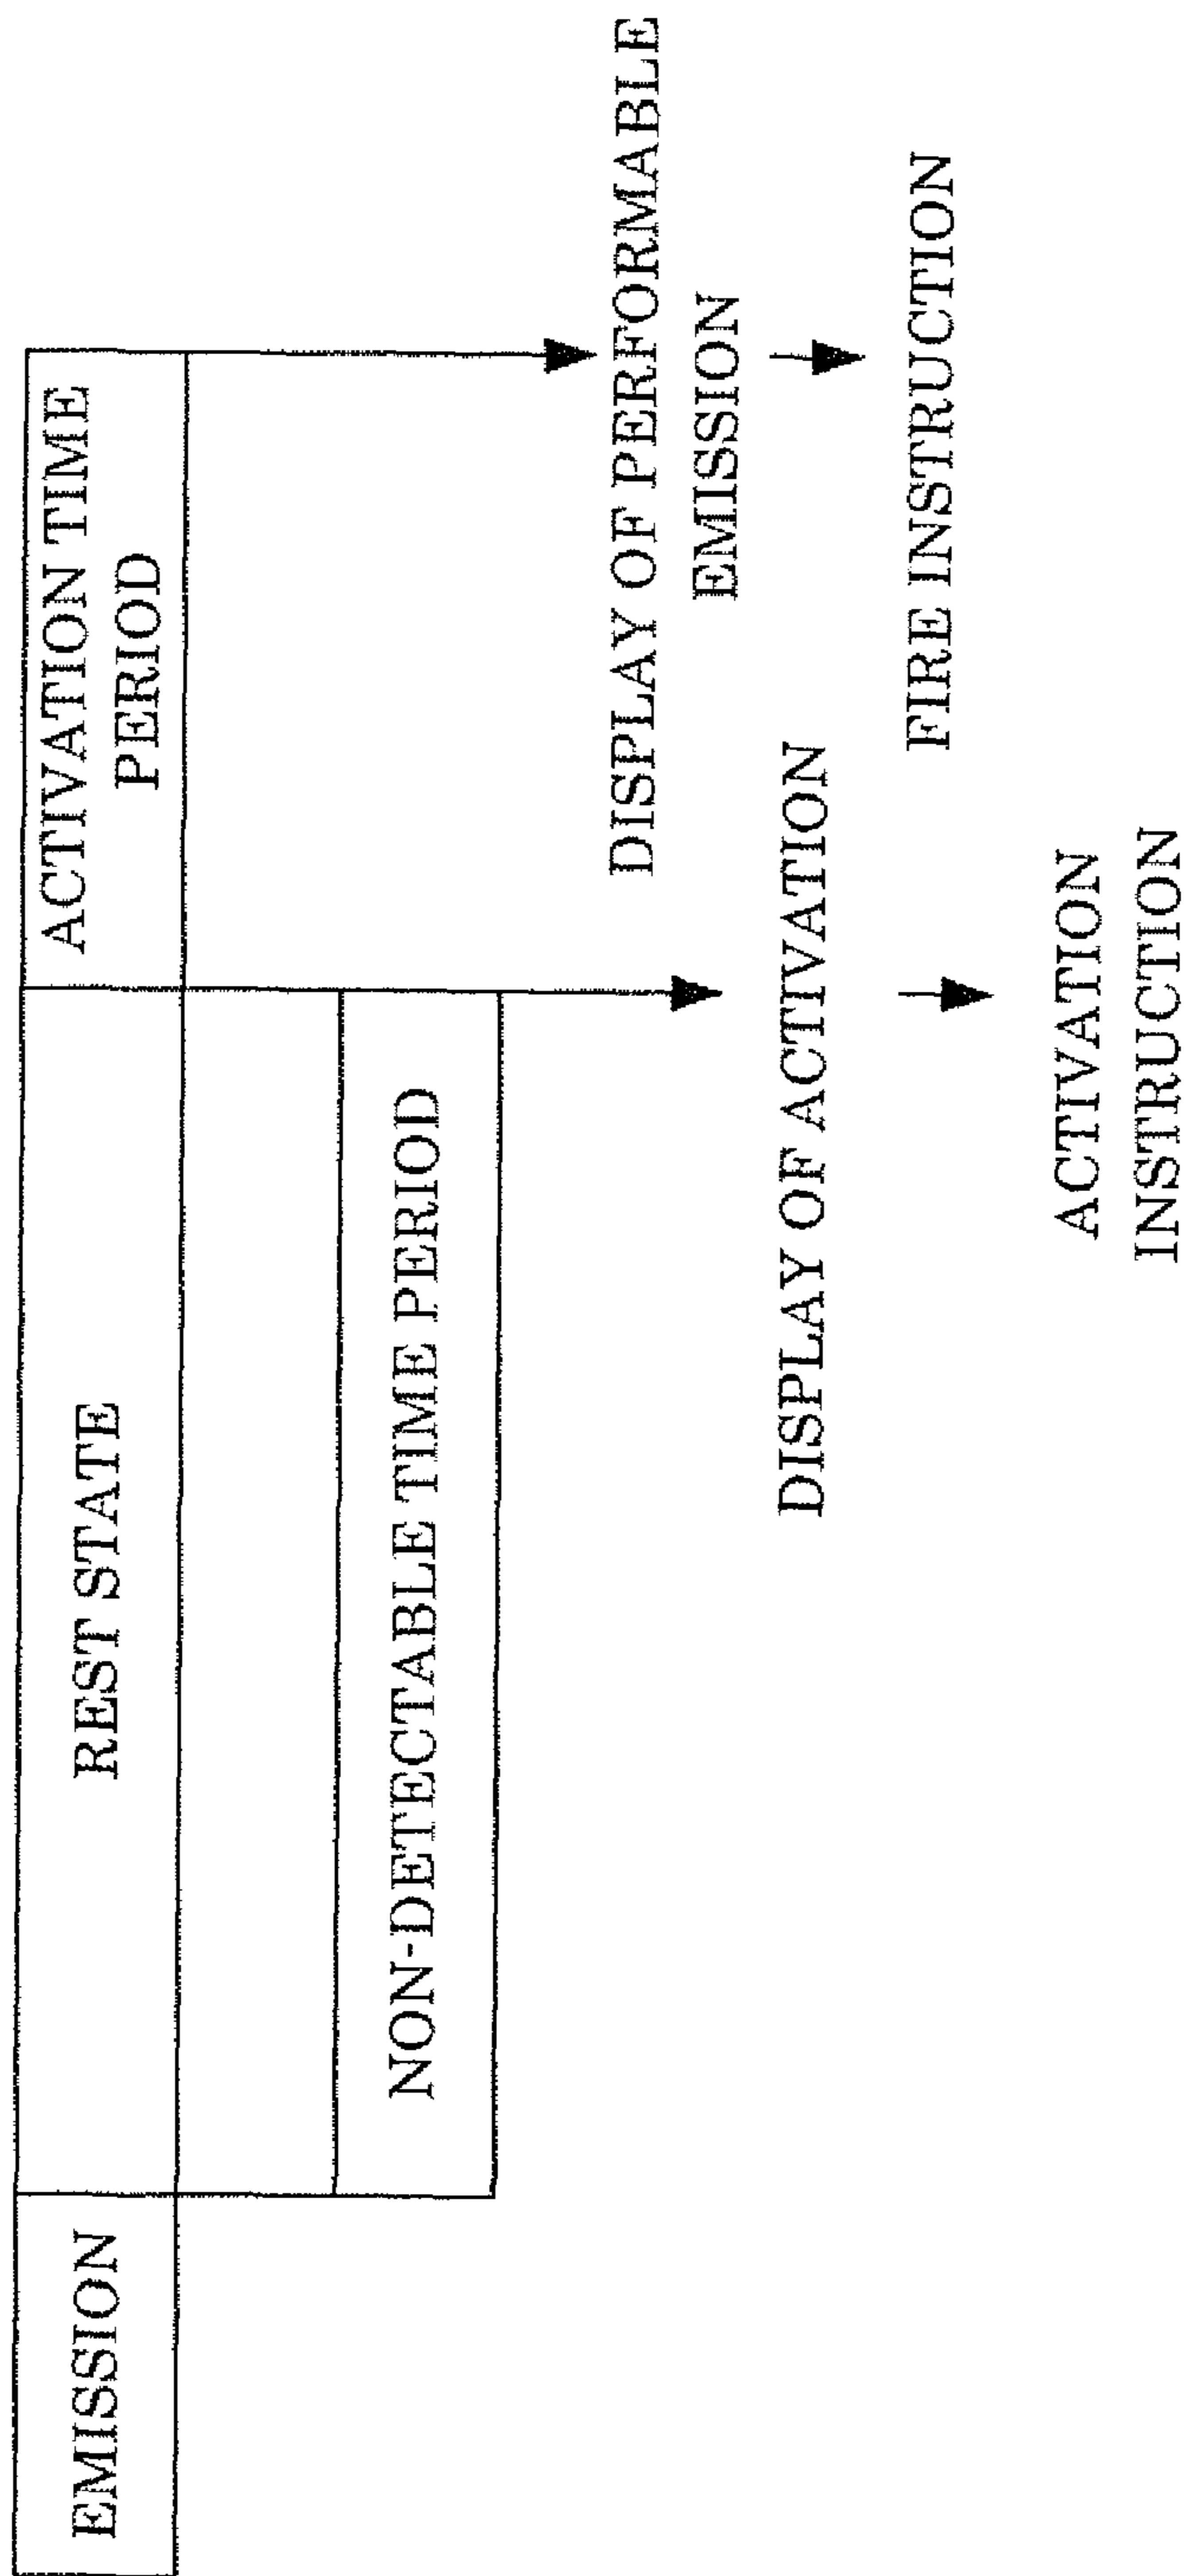 EMISSION
REST STATE
ACTIVATION TIME
PERIOD
NON-DETECTABLE TIME PERIOD
DISPLAY OF PERFORMABLE
EMISSION
DISPLAY OF ACTIVATION
FIRE INSTRUCTION
ACTIVATION
INSTRUCTION